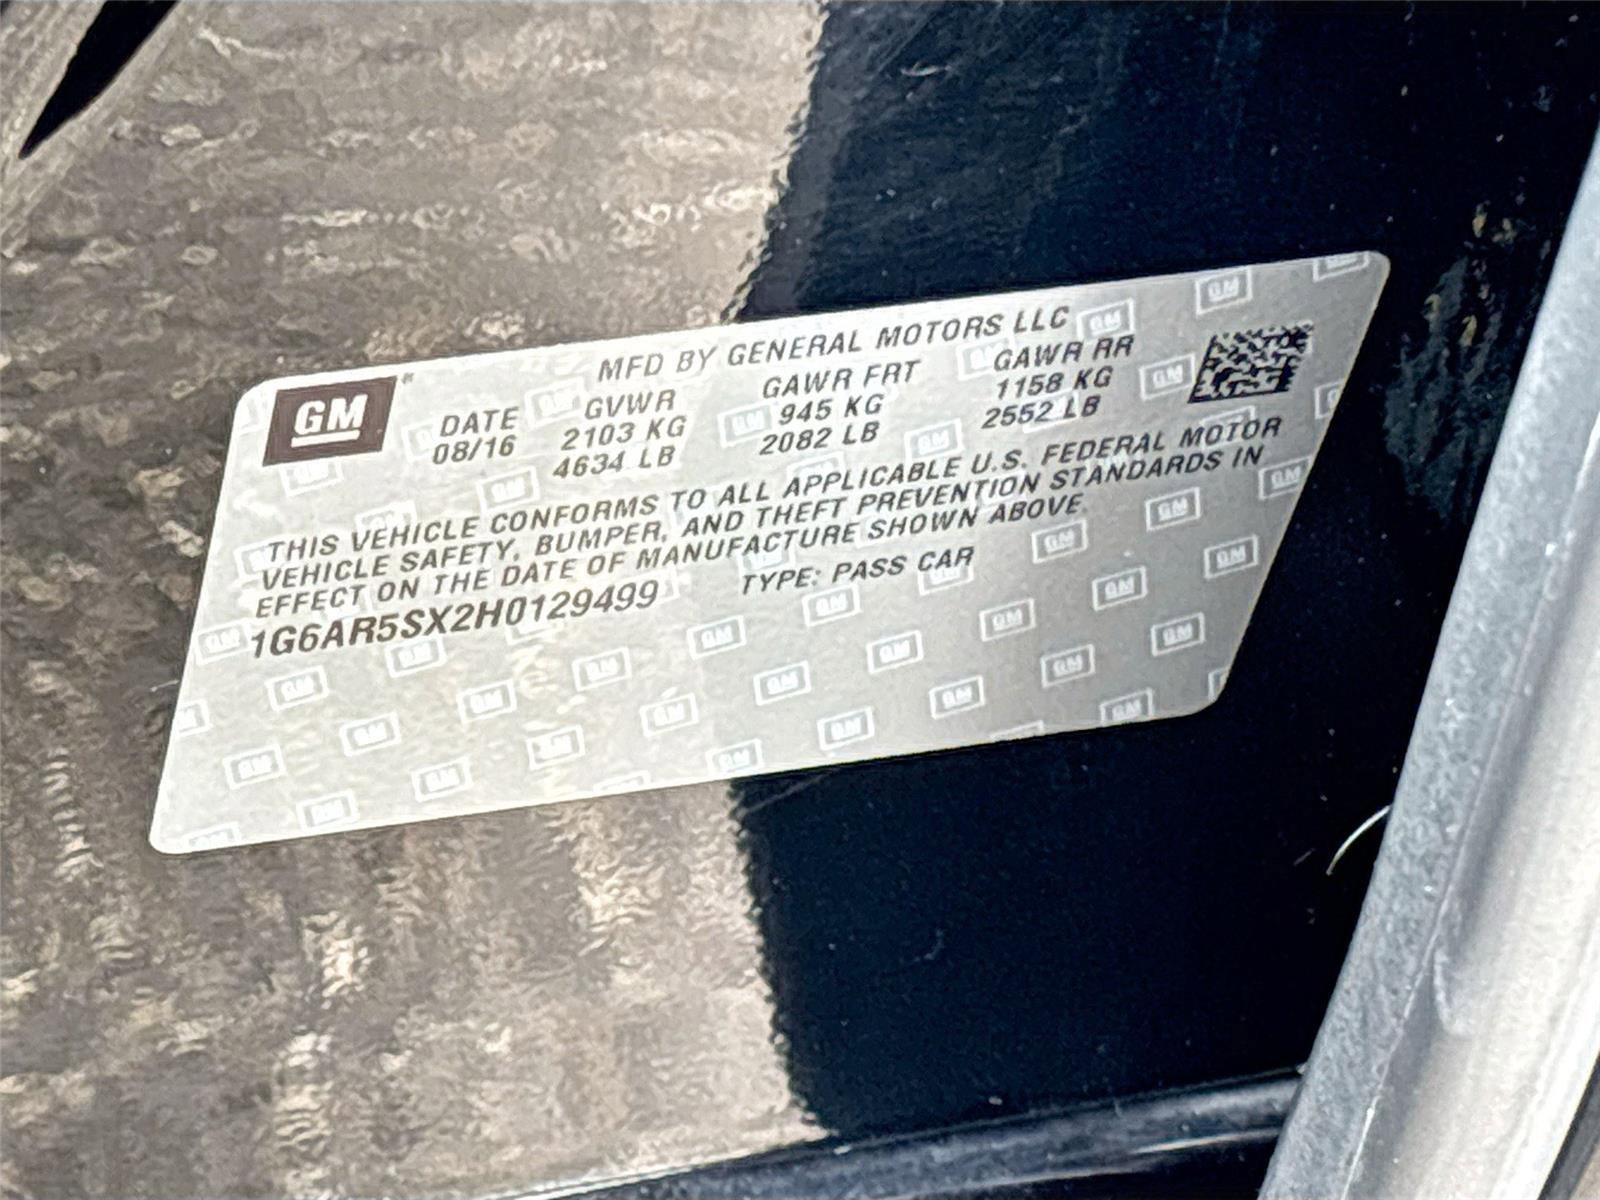 GM
MFD BY GENERAL MOTORS LLC
DATE GVWR GAWR FRT GAWR RR
08/16 2103 KG 945 KG 1158 KG
4634 LB 2082 LB 2552 LB
THIS VEHICLE CONFORMS TO ALL APPLICABLE U.S. FEDERAL MOTOR
VEHICLE SAFETY, BUMPER, AND THEFT PREVENTION STANDARDS IN
EFFECT ON THE DATE OF MANUFACTURE SHOWN ABOVE.
1G6AR5SX2H0129499 TYPE: PASS CAR